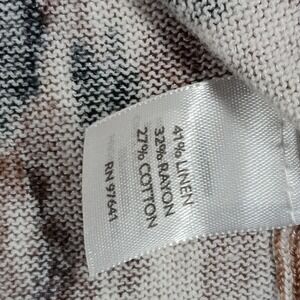 41% LINEN
32% RAYON
27% COTTON
RN 97641